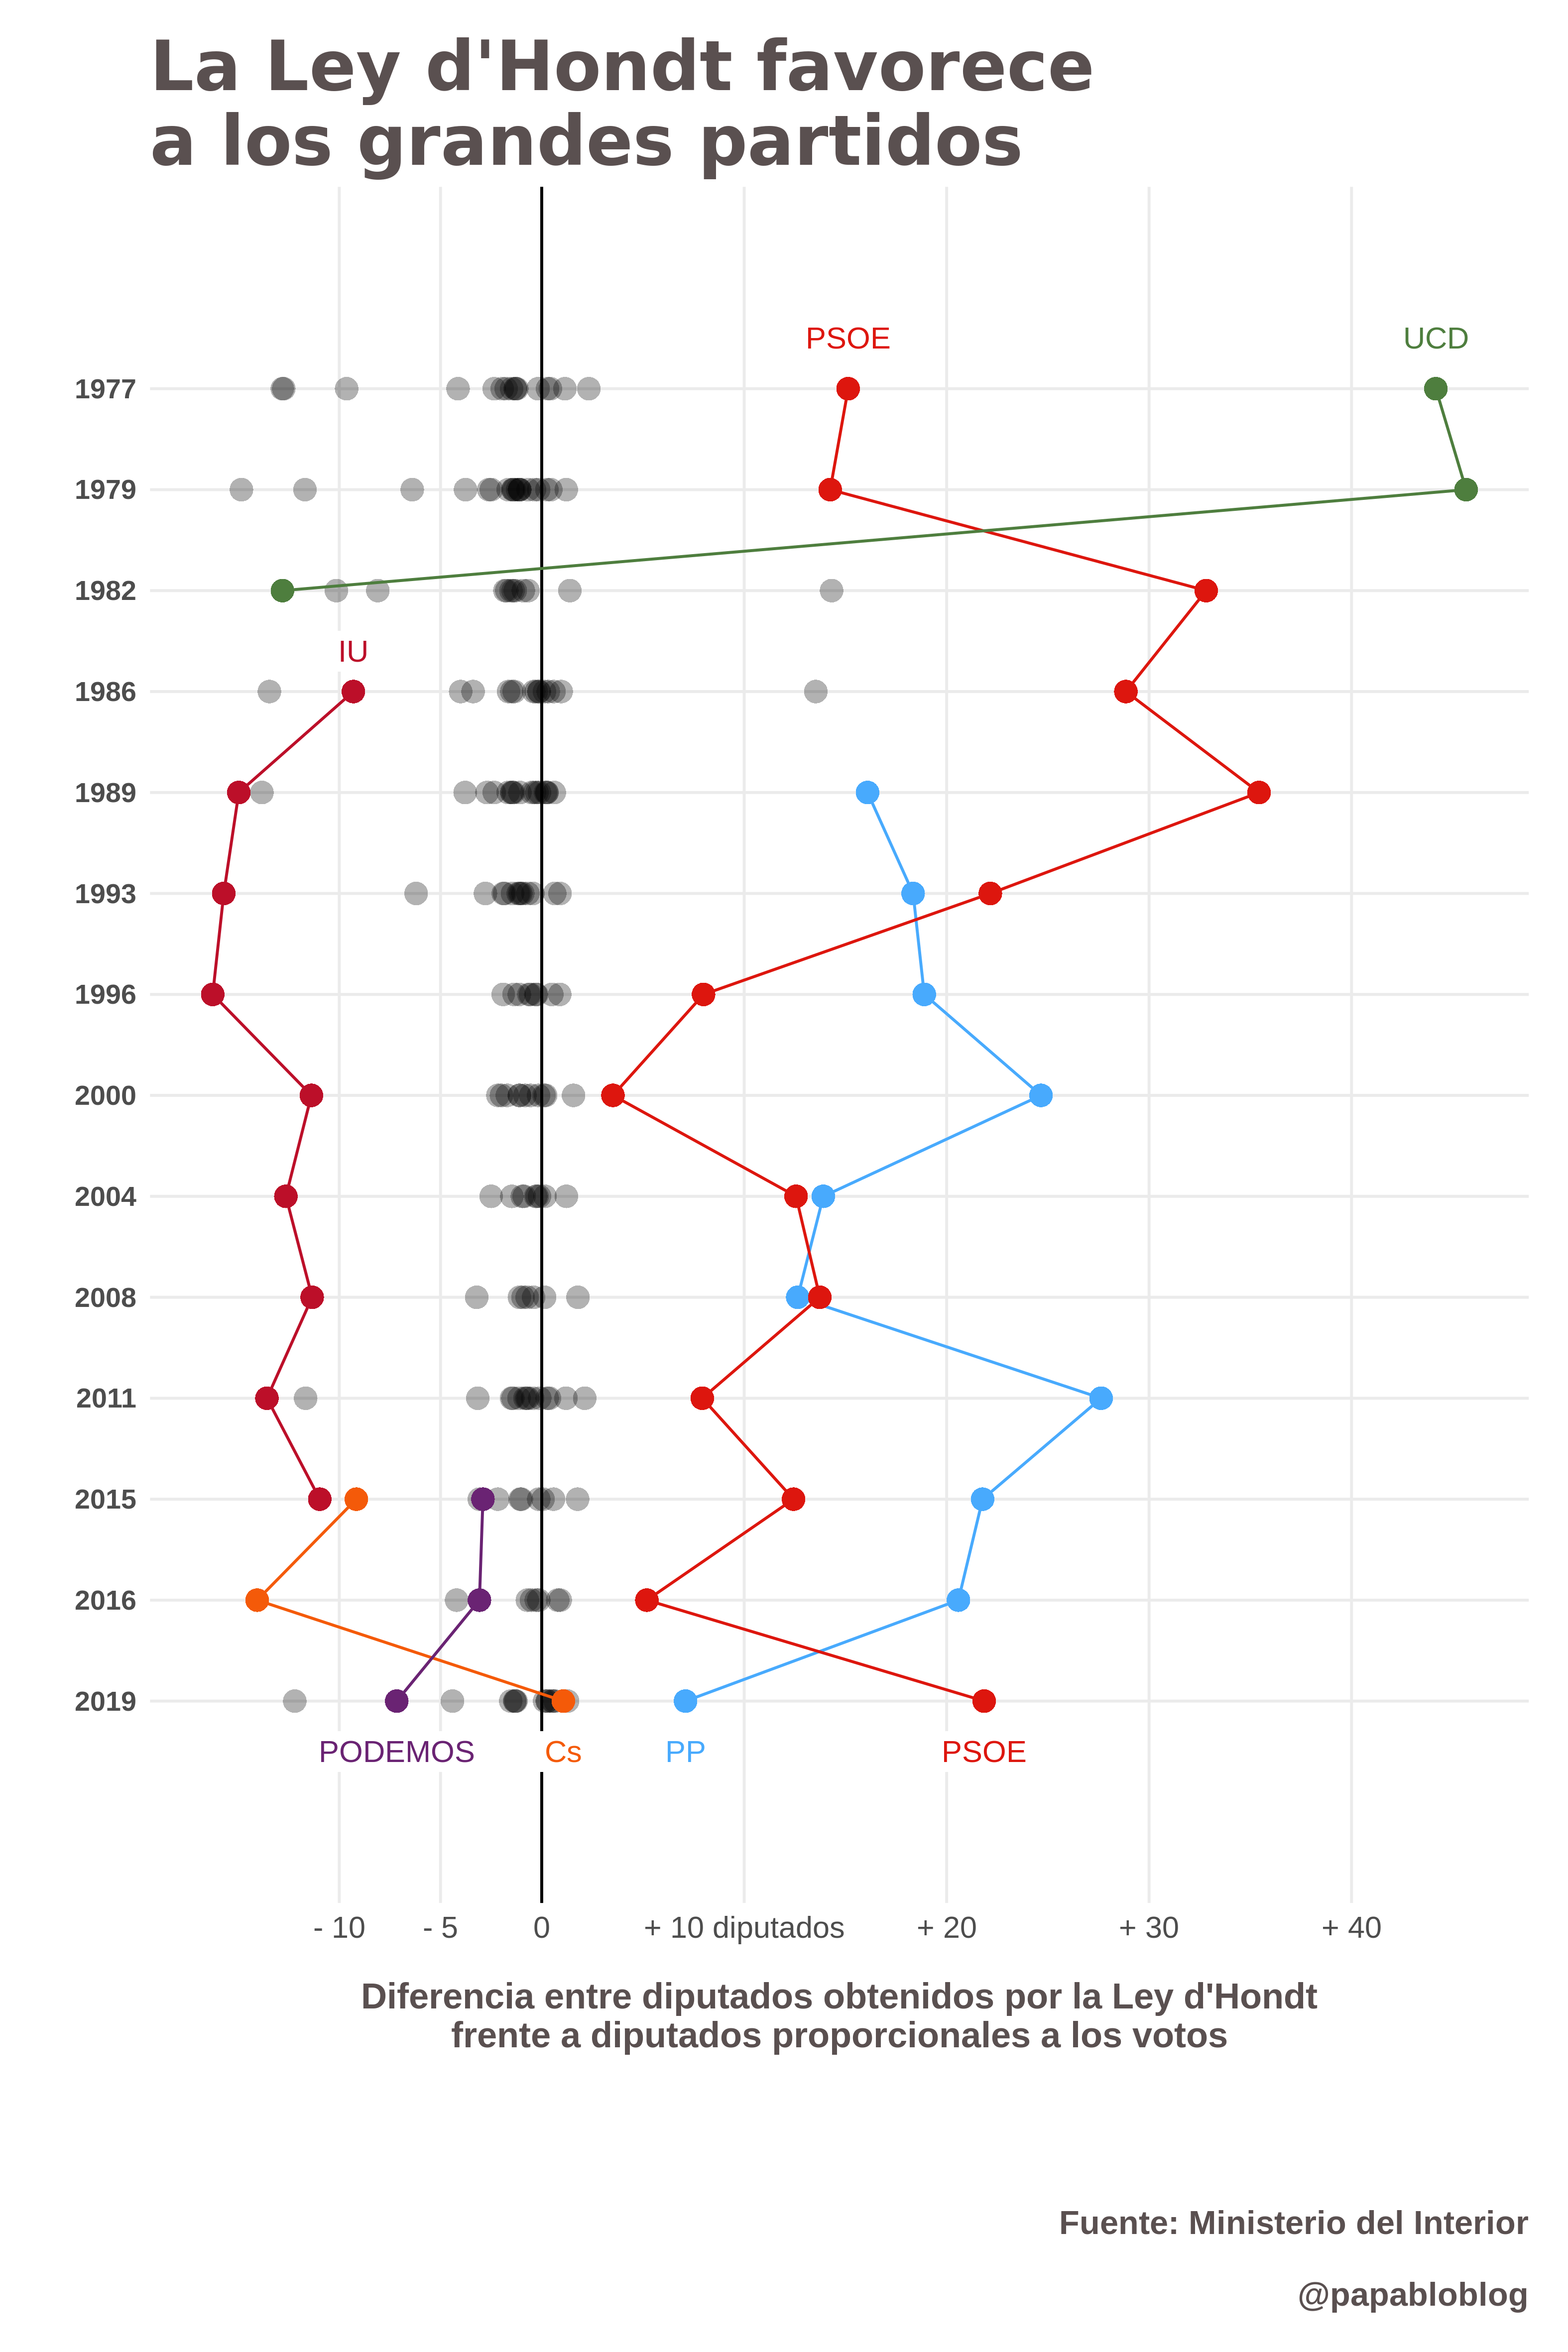 La Ley d'Hondt favorece
a los grandes partidos
PSOE
UCD
1977
1979
1982
IU
1986
1989
1993
1996
2000
2004
2008
2011
2015
2016
2019
PODEMOS
Cs
PP
PSOE
- 10
- 5
0
+ 10 diputados
+ 20
+ 30
+ 40
Diferencia entre diputados obtenidos por la Ley d'Hondt
frente a diputados proporcionales a los votos
Fuente: Ministerio del Interior
@papabloblog